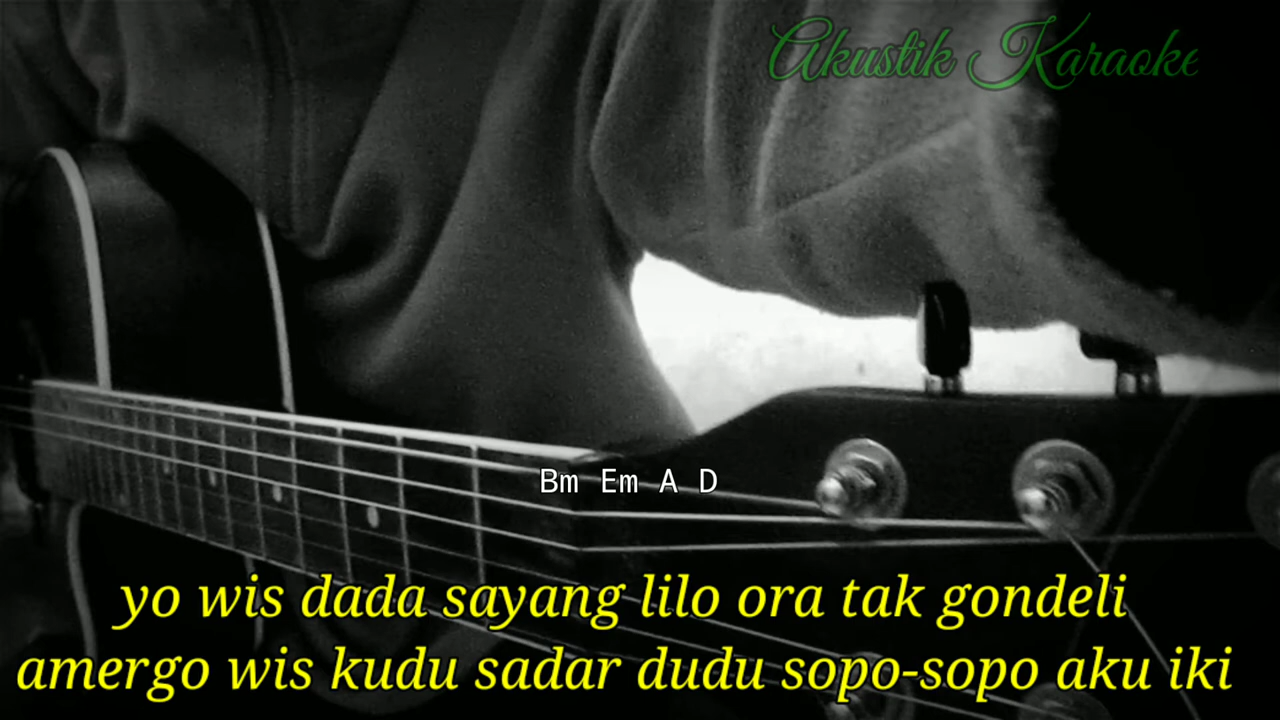 Akustik Karaoke
Bm Em A D
yo wis dada sayang lilo ora tak gondeli
amergo wis kudu sadar dudu sopo-sopo aku iki